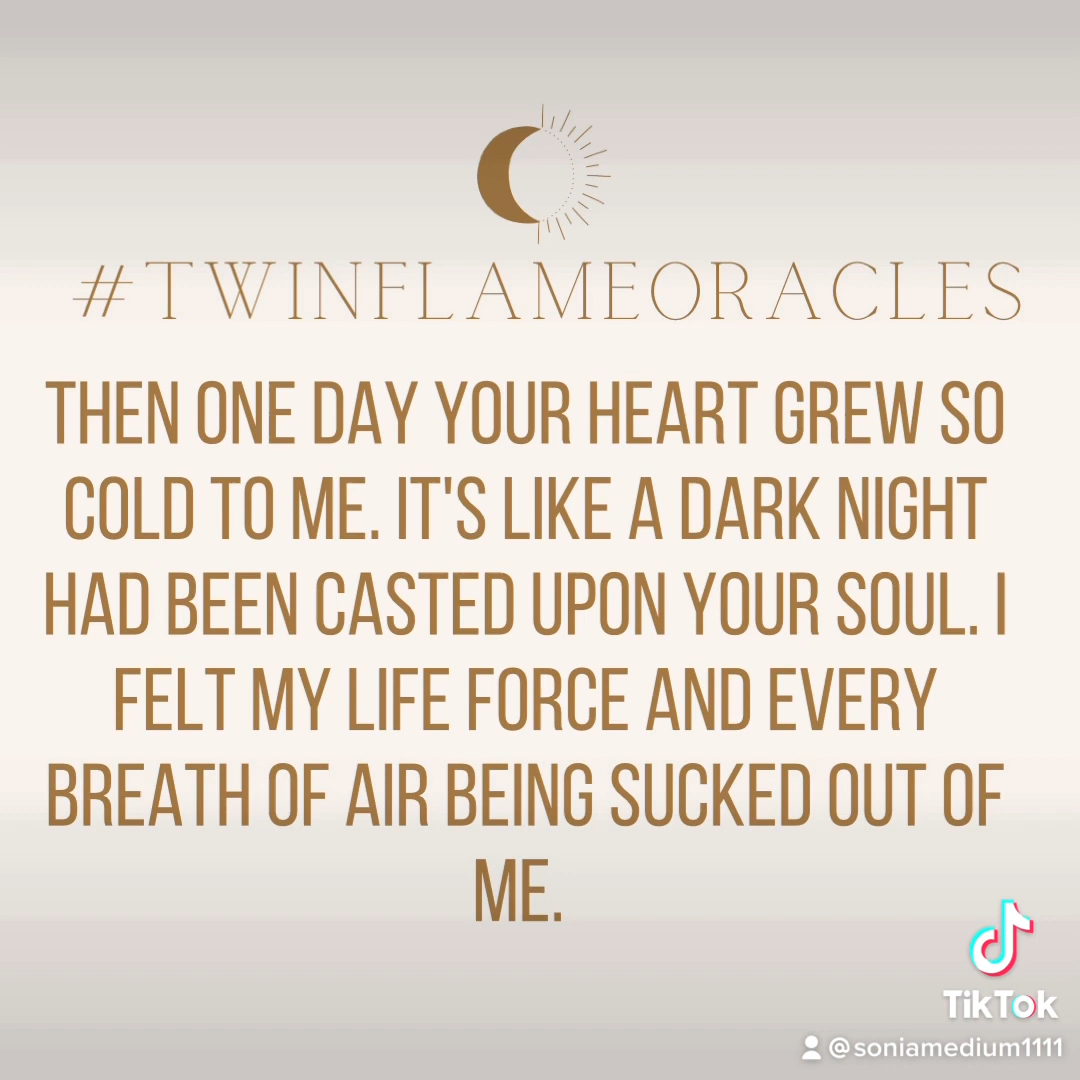 #TWINFLAMEORACLES
THEN ONE DAY YOUR HEART GREW SO
COLD TO ME. IT'S LIKE A DARK NIGHT
HAD BEEN CASTED UPON YOUR SOUL. I
FELT MY LIFE FORCE AND EVERY
BREATH OF AIR BEING SUCKED OUT OF
ME.
TikTok
@soniamedium1111